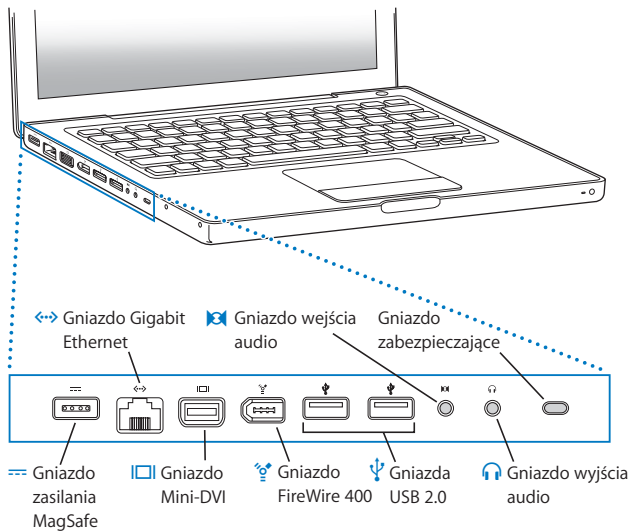 Gniazdo Gigabit
Ethernet
Gniazdo wejścia
audio
Gniazdo
zabezpieczające
Gniazdo
zasilania
MagSafe
Gniazdo
Mini-DVI
Gniazdo
FireWire 400
Gniazda
USB 2.0
Gniazdo wyjścia
audio